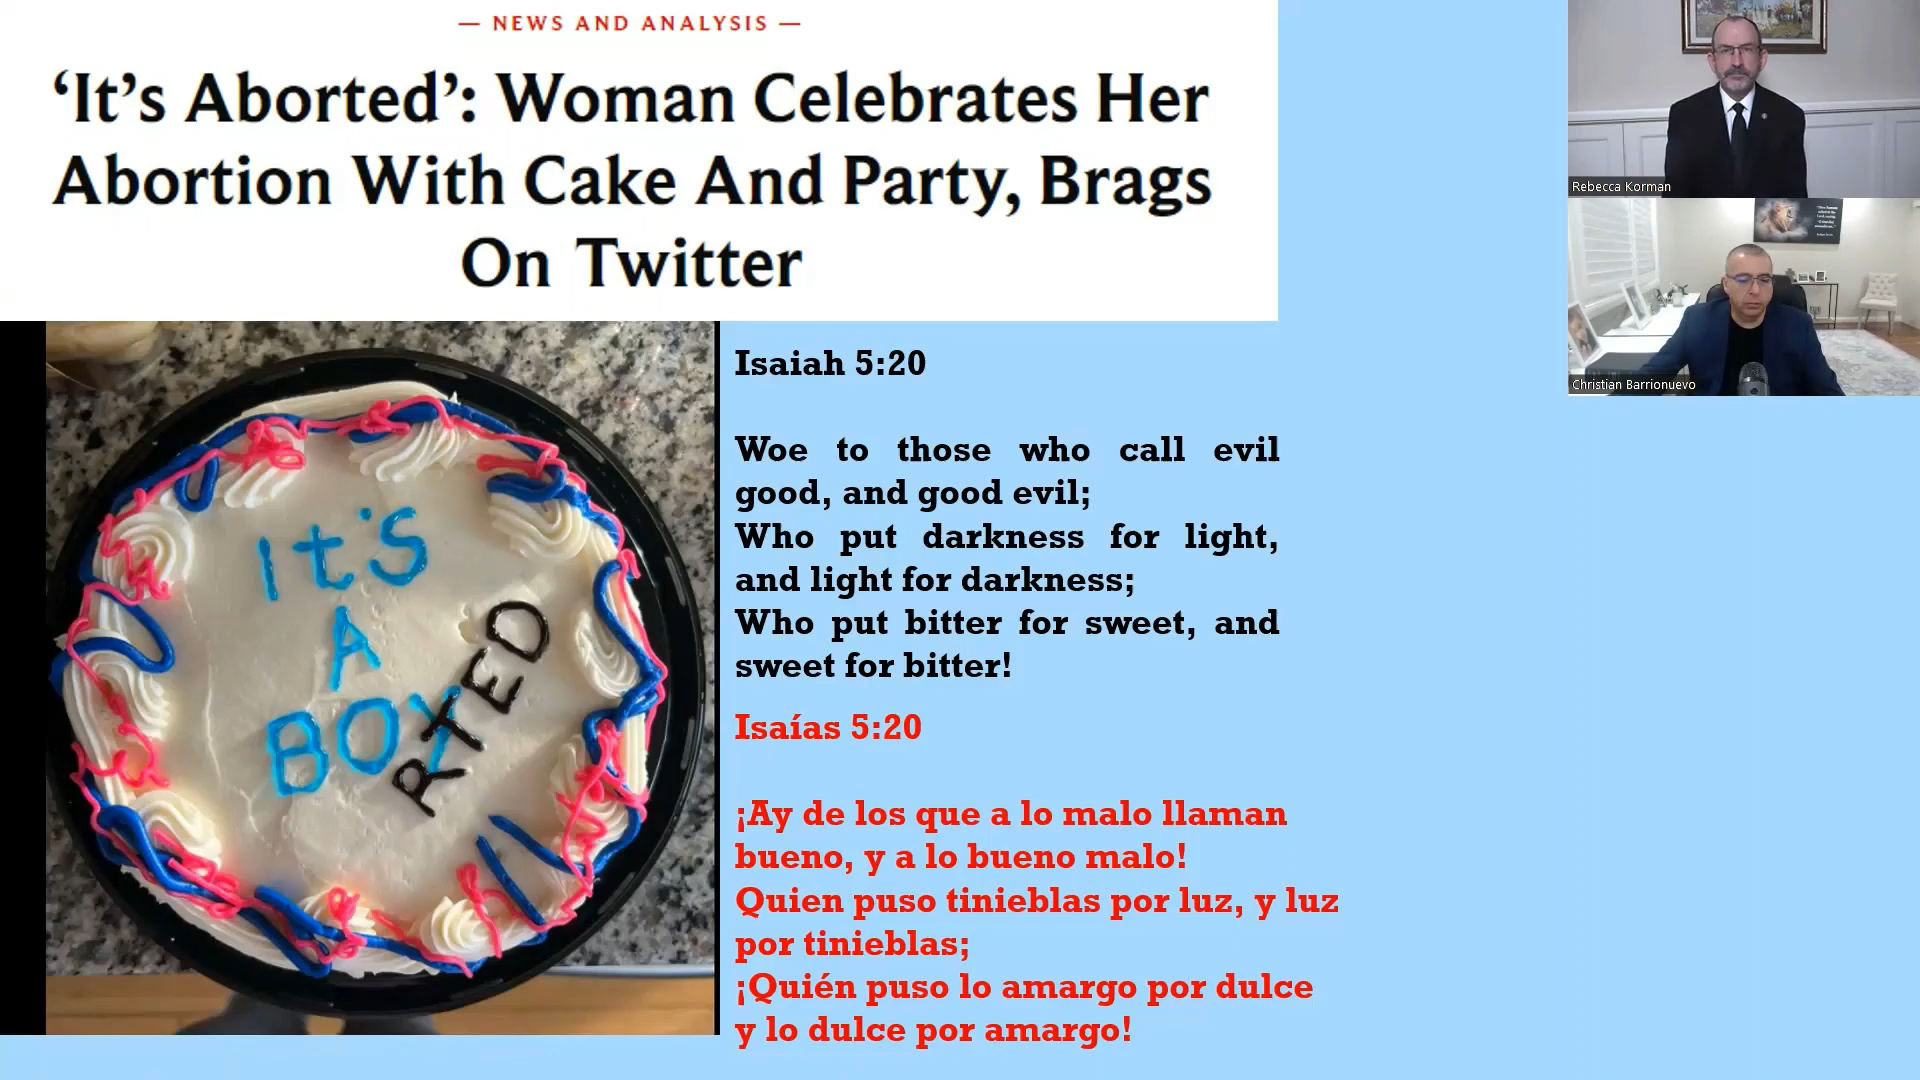 — NEWS AND ANALYSIS —
‘It’s Aborted’: Woman Celebrates Her
Abortion With Cake And Party, Brags
On Twitter
IT'S
A
BOY
RTED
Isaiah 5:20
Woe to those who call evil
good, and good evil;
Who put darkness for light,
and light for darkness;
Who put bitter for sweet, and
sweet for bitter!
Isaías 5:20
¡Ay de los que a lo malo llaman
bueno, y a lo bueno malo!
Quien puso tinieblas por luz, y luz
por tinieblas;
¡Quién puso lo amargo por dulce
y lo dulce por amargo!
Rebecca Korman
Christian Barrionuevo